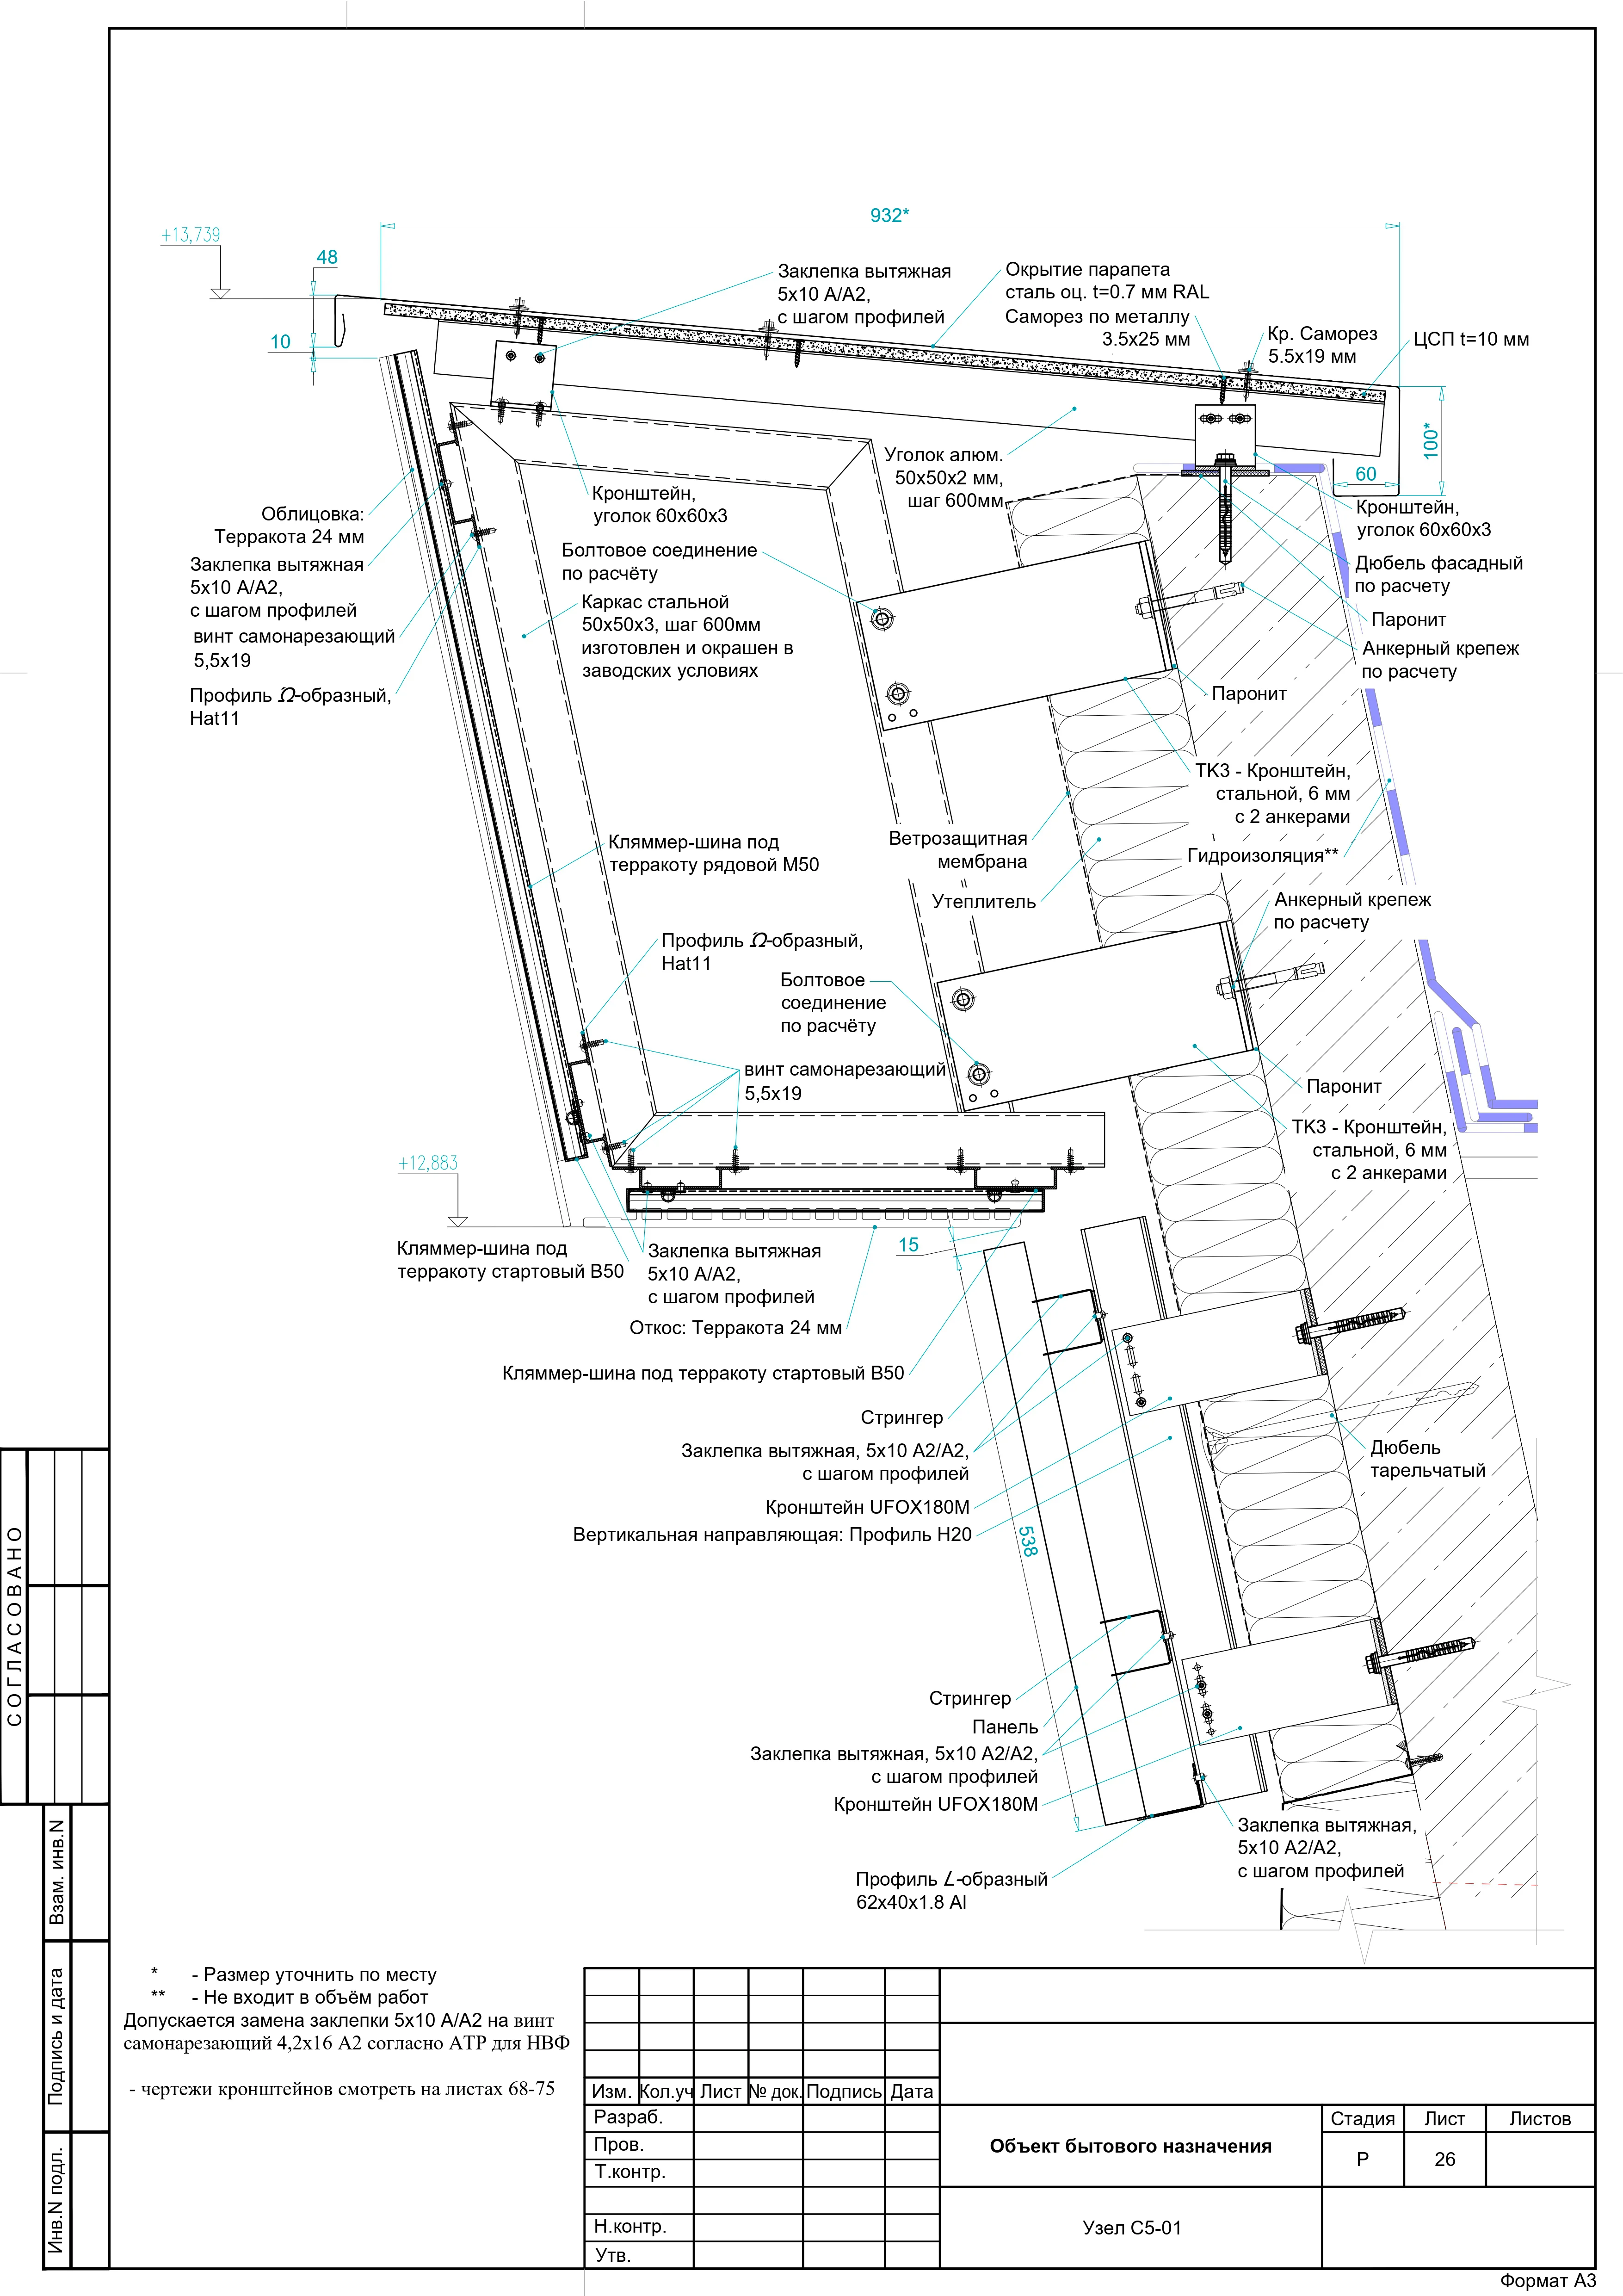 932*
+13,739
48
10
Заклепка вытяжная
5х10 А/А2,
с шагом профилей
Окрытие парапета
сталь оц. t=0.7 мм RAL
Саморез по металлу
3.5х25 мм
Кр. Саморез
5.5х19 мм
ЦСП t=10 мм
100*
60
Уголок алюм.
50х50х2 мм,
шаг 600мм
Кронштейн,
уголок 60х60х3
Кронштейн,
уголок 60х60х3
Облицовка:
Терракота 24 мм
Заклепка вытяжная
5х10 А/А2,
с шагом профилей
винт самонарезающий
5,5х19
Профиль Ω-образный,
Hat11
Болтовое соединение
по расчёту
Каркас стальной
50х50х3, шаг 600мм
изготовлен и окрашен в
заводских условиях
Дюбель фасадный
по расчету
Паронит
Анкерный крепеж
по расчету
Паронит
ТК3 - Кронштейн,
стальной, 6 мм
с 2 анкерами
Ветрозащитная
мембрана
Гидроизоляция**
Утеплитель
Анкерный крепеж
по расчету
Кляммер-шина под
терракоту рядовой М50
Профиль Ω-образный,
Hat11
Болтовое
соединение
по расчёту
винт самонарезающий
5,5х19
Паронит
ТК3 - Кронштейн,
стальной, 6 мм
с 2 анкерами
+12,883
Кляммер-шина под
терракоту стартовый В50
Заклепка вытяжная
5х10 А/А2,
с шагом профилей
15
Откос: Терракота 24 мм
Кляммер-шина под терракоту стартовый В50
Стрингер
Заклепка вытяжная, 5х10 А2/А2,
с шагом профилей
Кронштейн UFOX180M
Вертикальная направляющая: Профиль Н20
538
Дюбель
тарельчатый
Стрингер
Панель
Заклепка вытяжная, 5х10 А2/А2,
с шагом профилей
Кронштейн UFOX180M
Заклепка вытяжная,
5х10 А2/А2,
с шагом профилей
Профиль L-образный
62х40х1.8 Al
* - Размер уточнить по месту
** - Не входит в объём работ
Допускается замена заклепки 5х10 А/А2 на винт
самонарезающий 4,2х16 А2 согласно АТР для НВФ
- чертежи кронштейнов смотреть на листах 68-75
СОГЛАСОВАНО
Взам. инв.N
Подпись и дата
Инв.N подл.
Изм. Кол.уч Лист № док. Подпись Дата
Разраб.
Пров.
Т.контр.
Н.контр.
Утв.
Объект бытового назначения
Стадия Лист Листов
Р 26
Узел С5-01
Формат А3